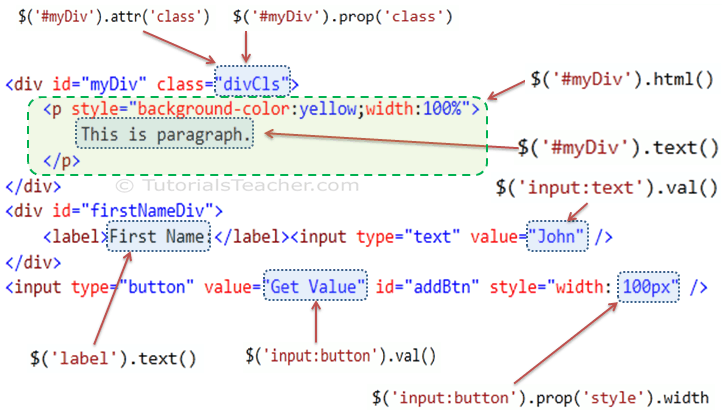 $('#myDiv').attr('class') $('#myDiv').prop('class')
<div id="myDiv" class="divCls">
$('#myDiv').html()
<p style="background-color:yellow;width:100%">
This is paragraph.
$('#myDiv').text()
</p>
</div>
© TutorialsTeacher.com
$('input:text').val()
<div id="firstNameDiv">
<label>First Name:</label><input type="text" value="John" />
</div>
<input type="button" value="Get Value" id="addBtn" style="width: 100px" />
$('label').text() $('input:button').val()
$('input:button').prop('style').width